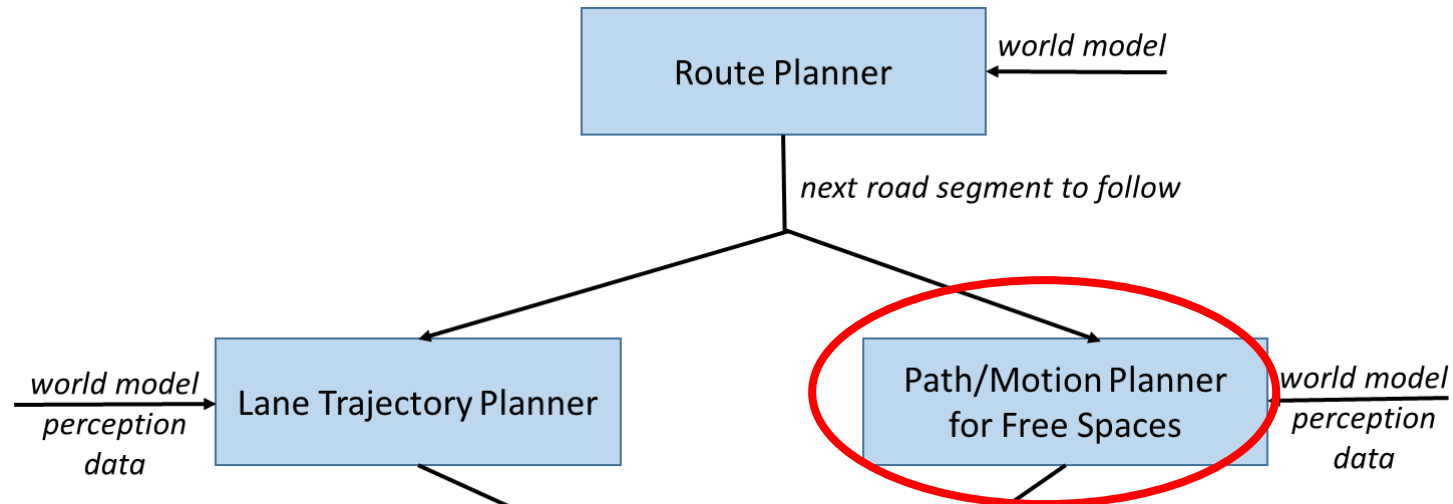 world model
Route Planner
next road segment to follow
world model
perception
data
Lane Trajectory Planner
Path/Motion Planner
for Free Spaces
world model
perception
data